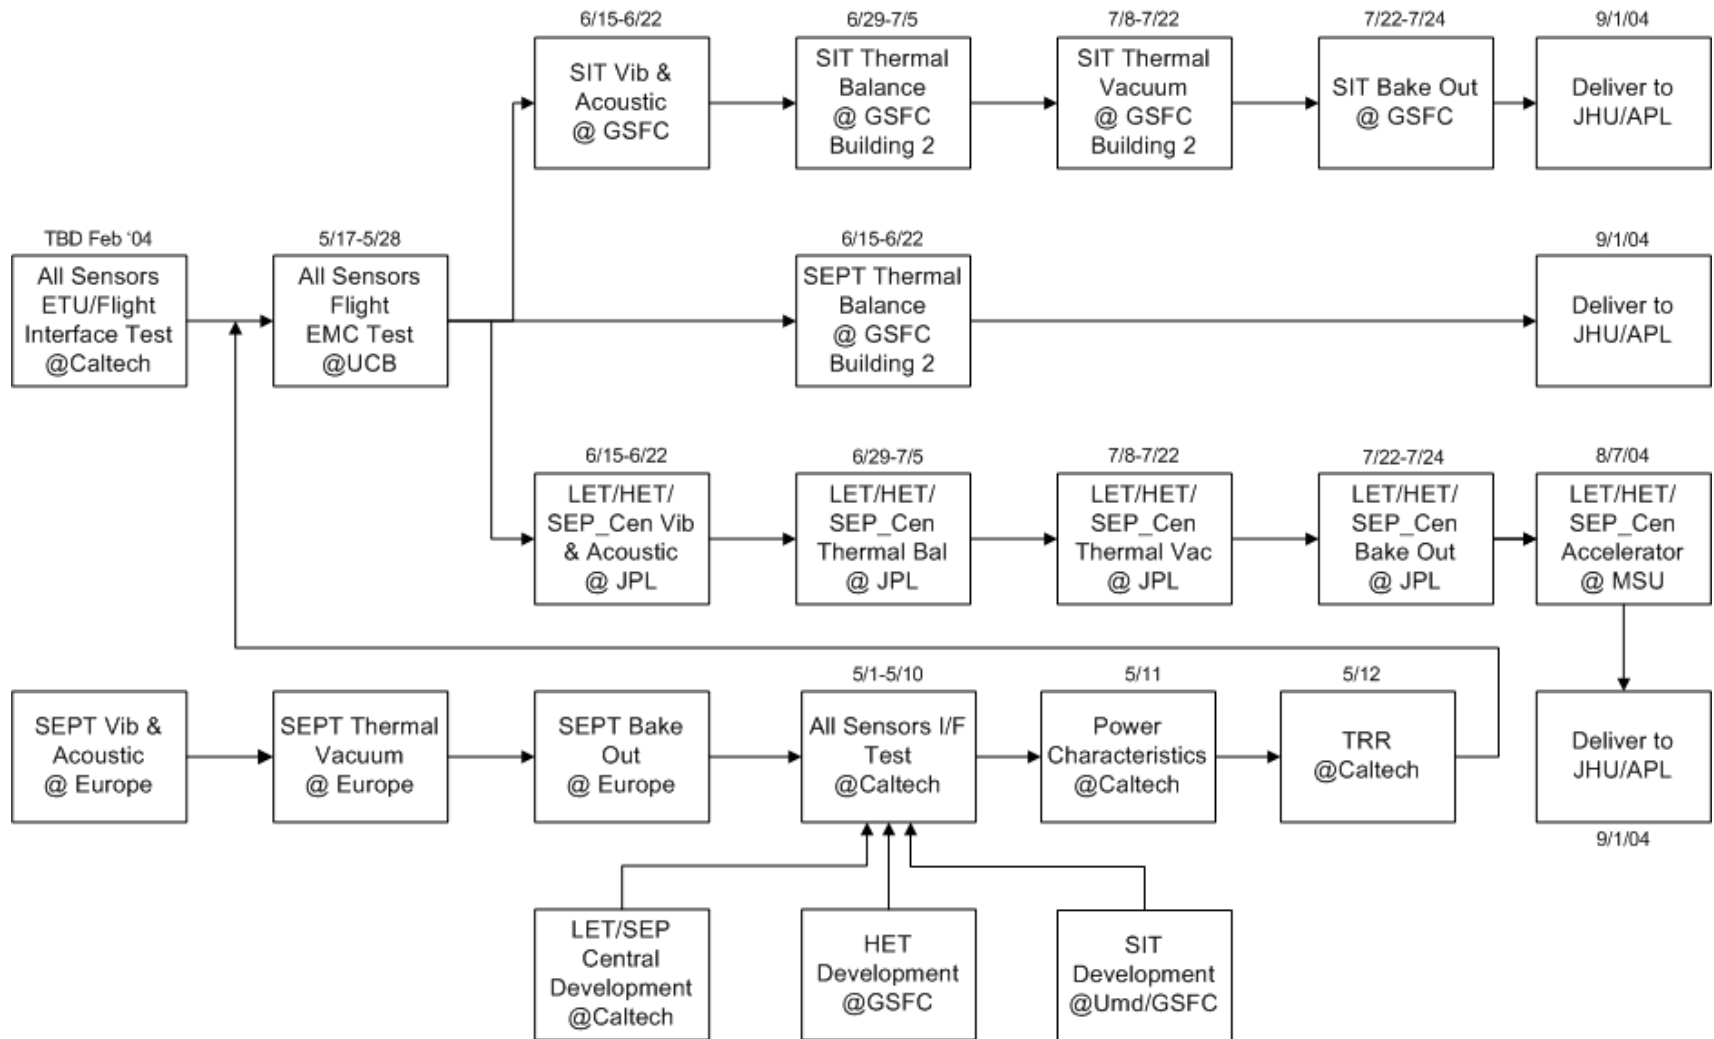 6/15-6/22
SIT Vib &
Acoustic
@ GSFC
6/29-7/5
SIT Thermal
Balance
@ GSFC
Building 2
7/8-7/22
SIT Thermal
Vacuum
@ GSFC
Building 2
7/22-7/24
SIT Bake Out
@ GSFC
9/1/04
Deliver to
JHU/APL
TBD Feb ‘04
All Sensors
ETU/Flight
Interface Test
@Caltech
5/17-5/28
All Sensors
Flight
EMC Test
@UCB
6/15-6/22
SEPT Thermal
Balance
@ GSFC
Building 2
9/1/04
Deliver to
JHU/APL
6/15-6/22
LET/HET/
SEP_Cen Vib
& Acoustic
@ JPL
6/29-7/5
LET/HET/
SEP_Cen
Thermal Bal
@ JPL
7/8-7/22
LET/HET/
SEP_Cen
Thermal Vac
@ JPL
7/22-7/24
LET/HET/
SEP_Cen
Bake Out
@ JPL
8/7/04
LET/HET/
SEP_Cen
Accelerator
@ MSU
SEPT Vib &
Acoustic
@ Europe
SEPT Thermal
Vacuum
@ Europe
SEPT Bake
Out
@ Europe
5/1-5/10
All Sensors I/F
Test
@Caltech
5/11
Power
Characteristics
@Caltech
5/12
TRR
@Caltech
Deliver to
JHU/APL
9/1/04
LET/SEP
Central
Development
@Caltech
HET
Development
@GSFC
SIT
Development
@Umd/GSFC